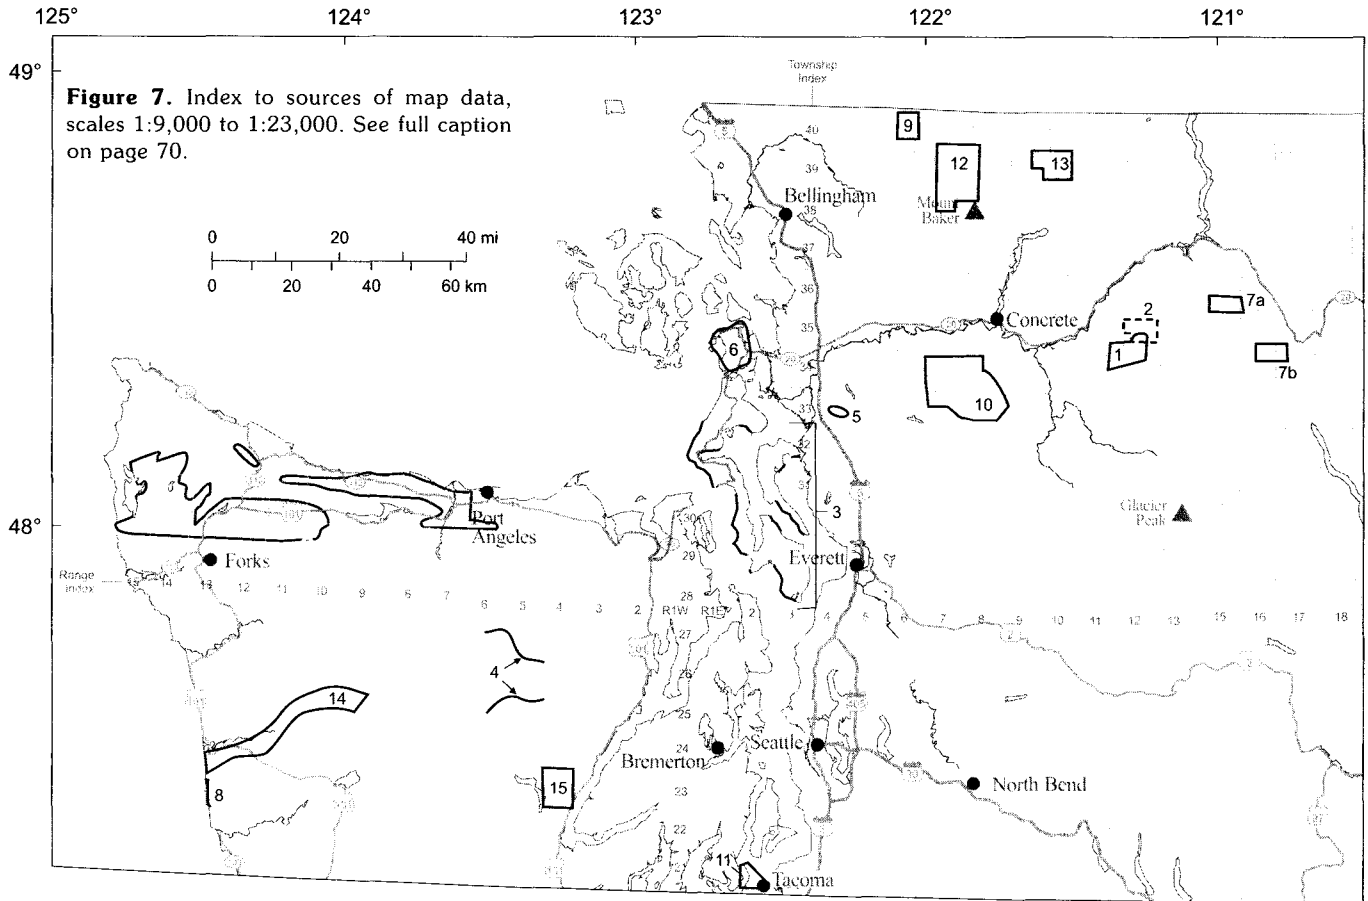 125°
124°
123°
122°
121°
49°
48°
Figure 7. Index to sources of map data,
scales 1:9,000 to 1:23,000. See full caption
on page 70.
0 20 40 mi
0 20 40 60 km
Township
Index
40
39
38
37
36
35
33
32
31
30
29
28
27
26
25
24
23
22
Bellingham
Mount
Baker
9
12
13
Concrete
2
1
7a
7b
10
5
6
3
Glacier
Peak
Port
Angeles
Forks
Everett
Range
Index
14 13 12 11 10 9 8 7 6 5 4 3 2 R1W R1E 2 3 4 5 6 7 8 9 10 11 12 13 15 16 17 18
2
4
14
8
15
Bremerton
Seattle
North Bend
11
Tacoma